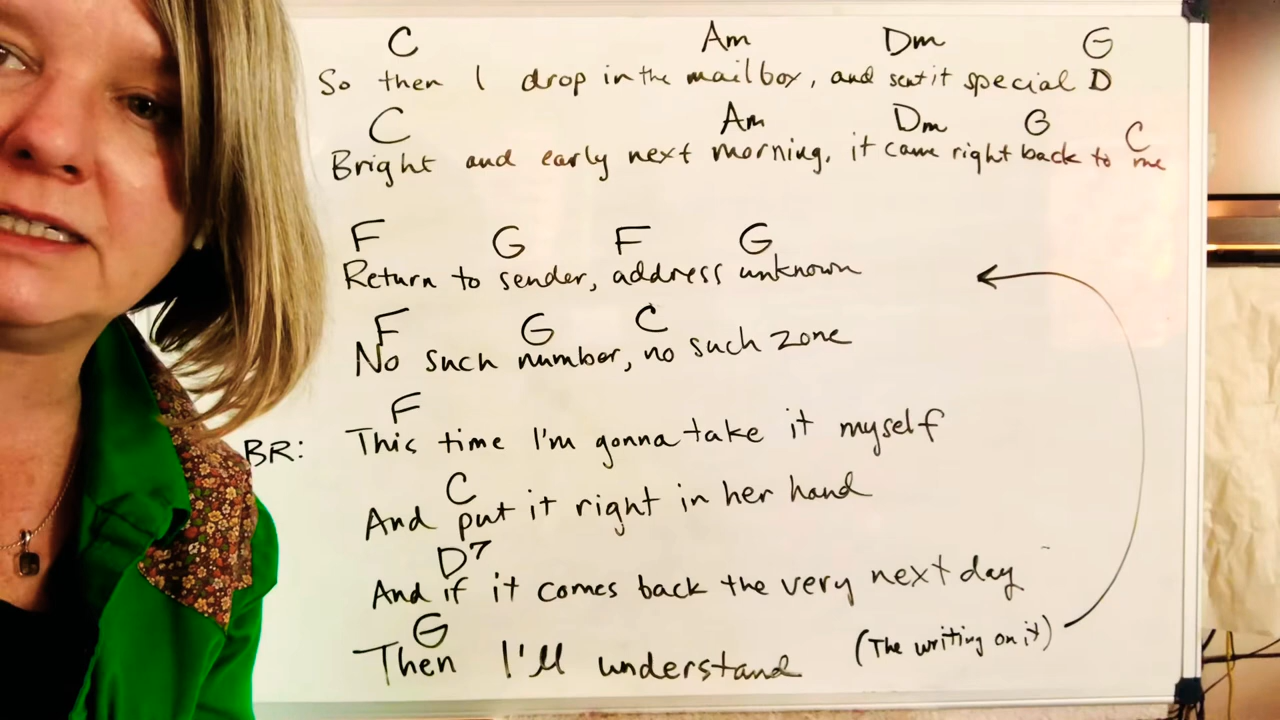 C Am Dm G
So then I drop in the mailbox, and sent it special D
C Am Dm G C
Bright and early next morning, it came right back to me
F G F G
Return to sender, address unknown
F G C
No such number, no such zone
F
BR: This time I'm gonna take it myself
C
And put it right in her hand
D7
And if it comes back the very next day
G
Then I'll understand (The writing on it)